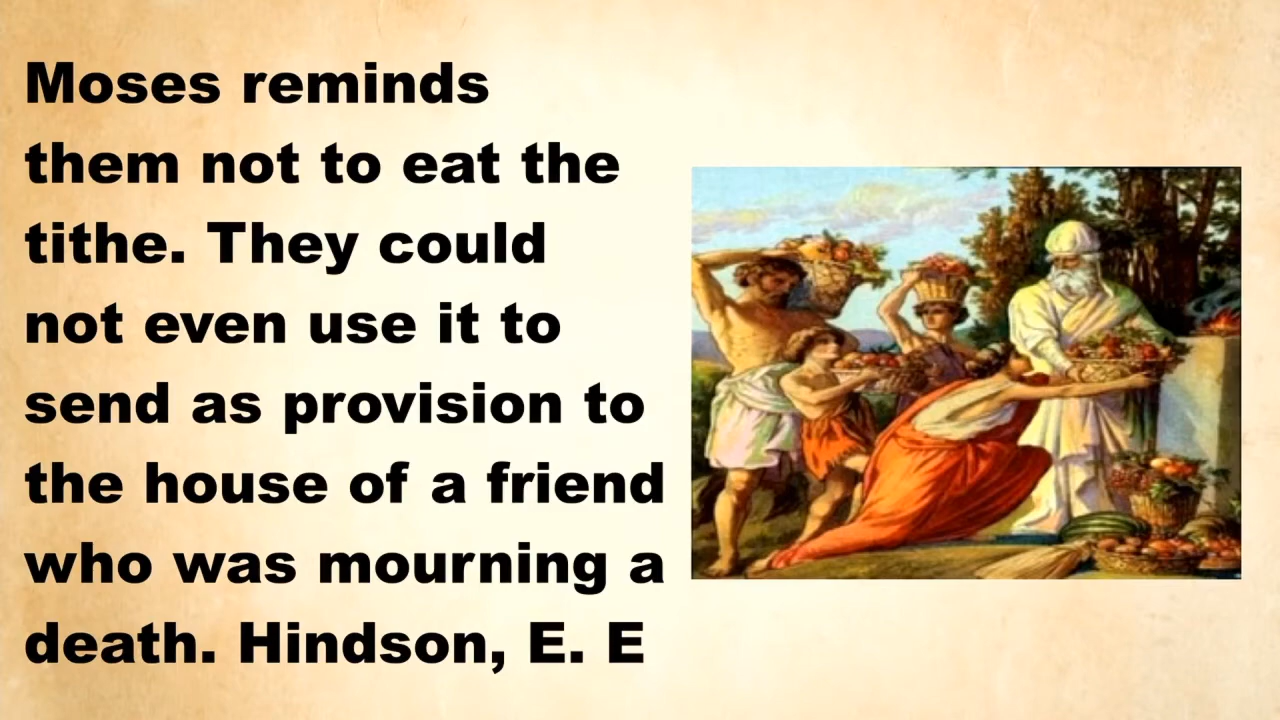 Moses reminds
them not to eat the
tithe. They could
not even use it to
send as provision to
the house of a friend
who was mourning a
death. Hindson, E. E